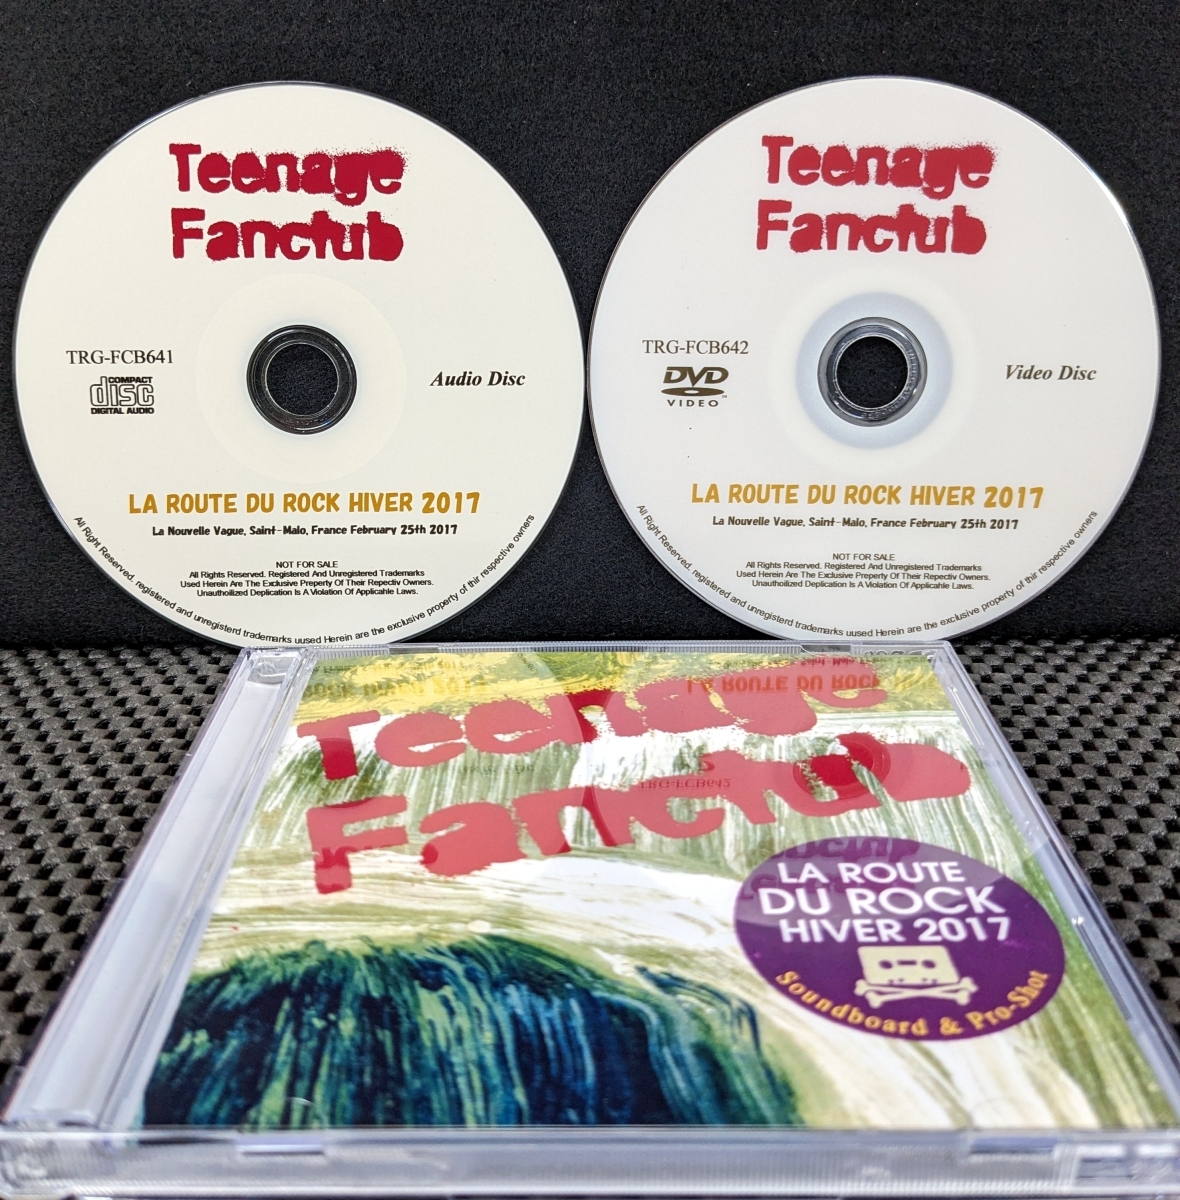 Teenage
Fanclub
TRG-FCB641
COMPACT
disc
DIGITAL AUDIO
Audio Disc
LA ROUTE DU ROCK HIVER 2017
La Nouvelle Vague, Saint-Malo, France February 25th 2017
NOT FOR SALE
All Rights Reserved. Registered And Unregistered Trademarks
Used Herein Are The Exclusive Preperty Of Their Repectiv Owners.
Unauthoilized Deplication Is A Violation Of Applicahle Laws.
All Right Reserved. registered and unregisterd trademarks uused Herein are the exclusive property of thir respective owners
Teenage
Fanclub
TRG-FCB642
DVD
VIDEO
Video Disc
LA ROUTE DU ROCK HIVER 2017
La Nouvelle Vague, Saint-Malo, France February 25th 2017
NOT FOR SALE
All Rights Reserved. Registered And Unregistered Trademarks
Used Herein Are The Exclusive Preperty Of Their Repectiv Owners.
Unauthoilized Deplication Is A Violation Of Applicahle Laws.
All Right Reserved. registered and unregisterd trademarks uused Herein are the exclusive property of thir respective owners
Teenage
Fanclub
LA ROUTE
DU ROCK
HIVER 2017
Soundboard & Pro-Shot